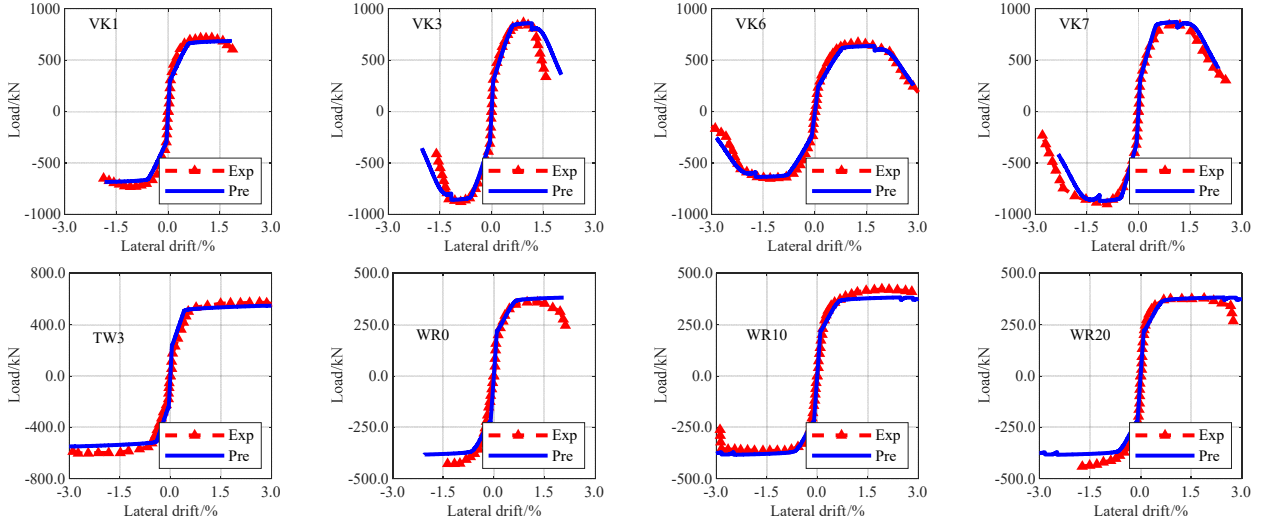 1000
VK1
500
0
-500
-1000
Load/kN
Exp
Pre
-3.0 -1.5 0.0 1.5 3.0
Lateral drift/%
1000
VK3
500
0
-500
1000
Load/kN
Exp
Pre
-3.0 -1.5 0.0 1.5 3.0
Lateral drift/%
1000
VK6
500
0
-500
1000
Load/kN
Exp
Pre
-3.0 -1.5 0.0 1.5 3.0
Lateral drift/%
1000
VK7
500
0
-500
1000
Load/kN
Exp
Pre
-3.0 -1.5 0.0 1.5 3.0
Lateral drift/%
800.0
TW3
400.0
0.0
-400.0
-800.0
Load/kN
Exp
Pre
-3.0 -1.5 0.0 1.5 3.0
Lateral drift/%
500.0
WR0
250.0
0.0
-250.0
-500.0
Load/kN
Exp
Pre
-3.0 -1.5 0.0 1.5 3.0
Lateral drift/%
500.0
WR10
250.0
0.0
-250.0
-500.0
Load/kN
Exp
Pre
-3.0 -1.5 0.0 1.5 3.0
Lateral drift/%
500.0
WR20
250.0
0.0
-250.0
-500.0
Load/kN
Exp
Pre
-3.0 -1.5 0.0 1.5 3.0
Lateral drift/%